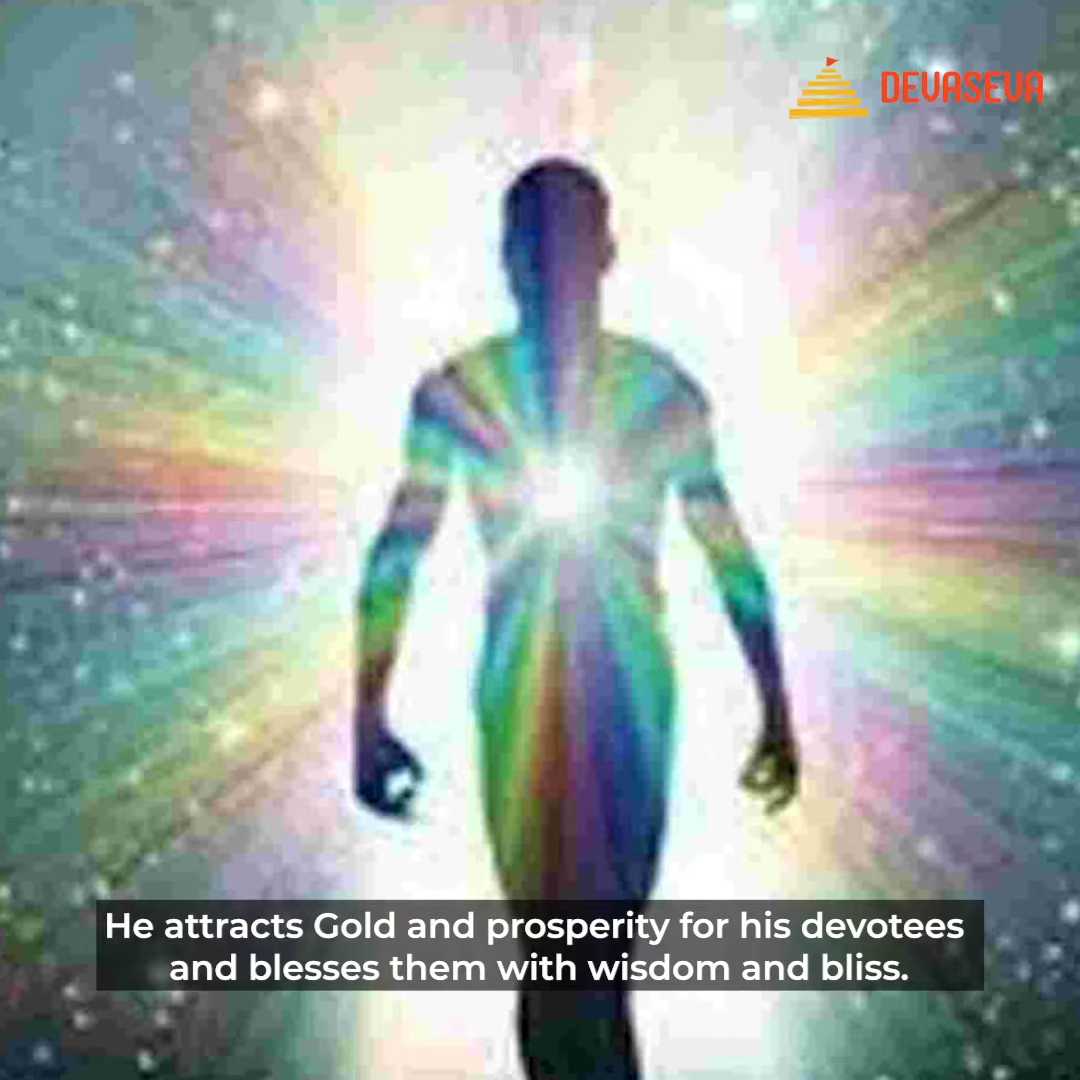 DEVASEVA
He attracts Gold and prosperity for his devotees
and blesses them with wisdom and bliss.